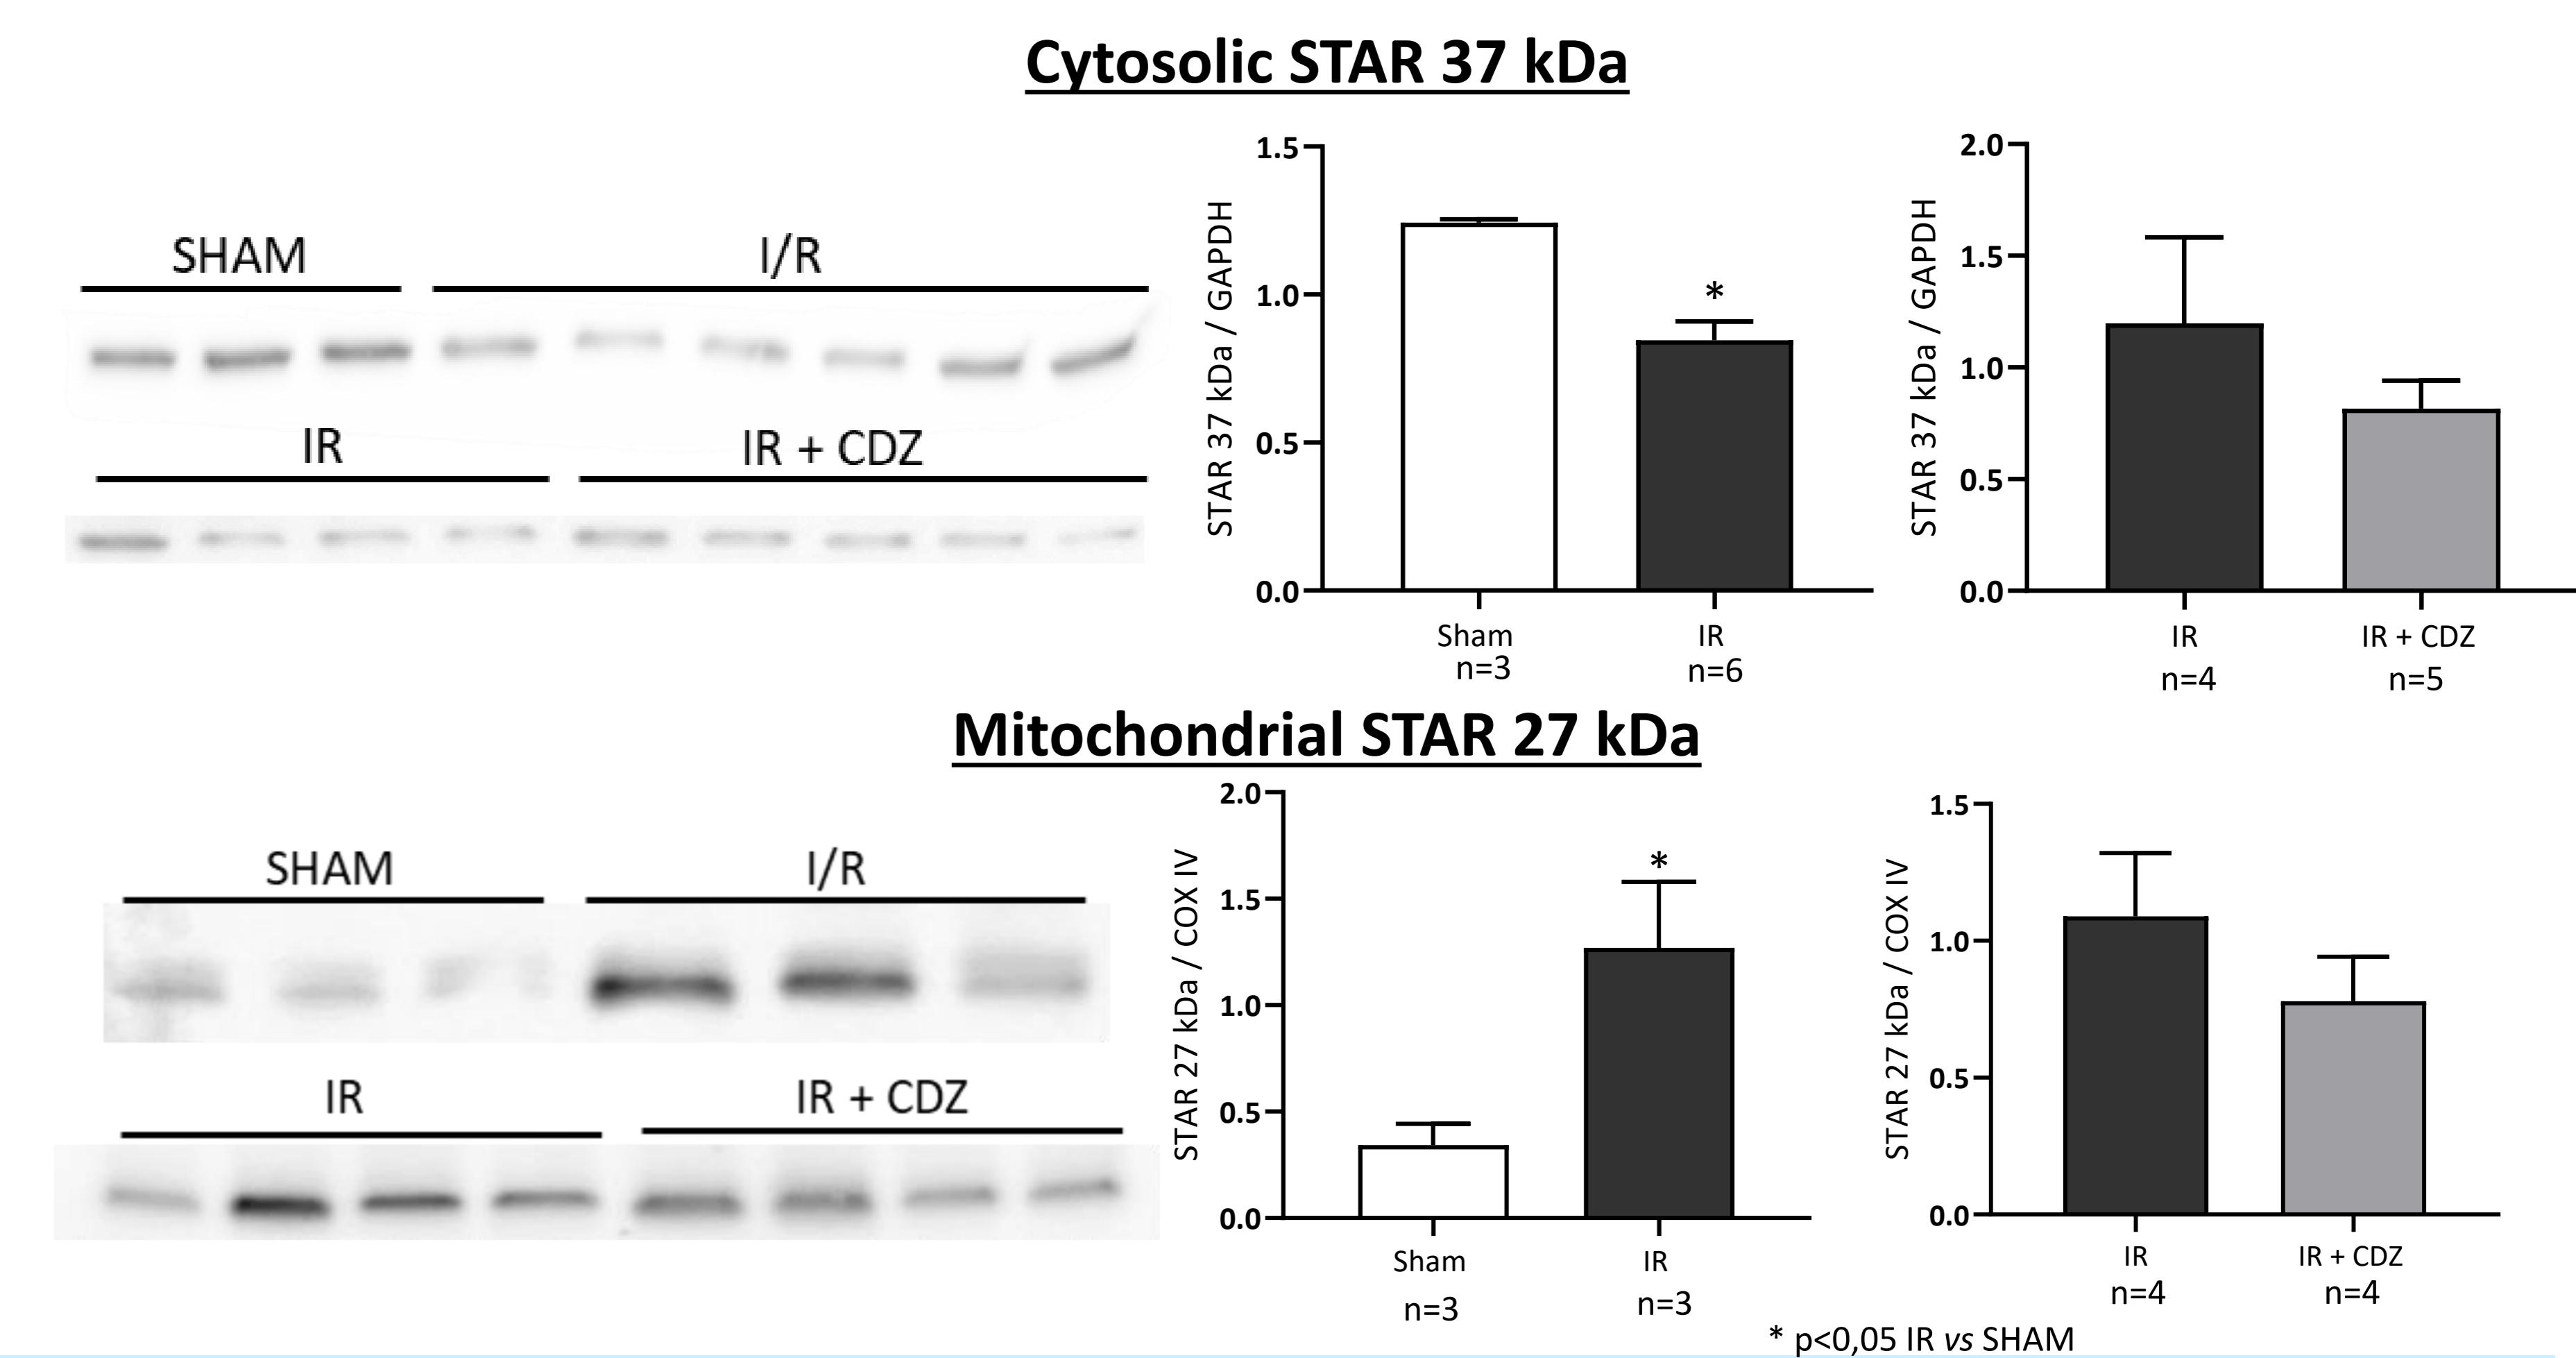 Cytosolic STAR 37 kDa
SHAM
I/R
IR
IR + CDZ
STAR 37 kDa / GAPDH
1.5
1.0
0.5
0.0
*
Sham
n=3
IR
n=6
STAR 37 kDa / GAPDH
2.0
1.5
1.0
0.5
0.0
IR
n=4
IR + CDZ
n=5
Mitochondrial STAR 27 kDa
SHAM
I/R
IR
IR + CDZ
STAR 27 kDa / COX IV
2.0
1.5
1.0
0.5
0.0
*
Sham
n=3
IR
n=3
STAR 27 kDa / COX IV
1.5
1.0
0.5
0.0
IR
n=4
IR + CDZ
n=4
* p<0,05 IR vs SHAM